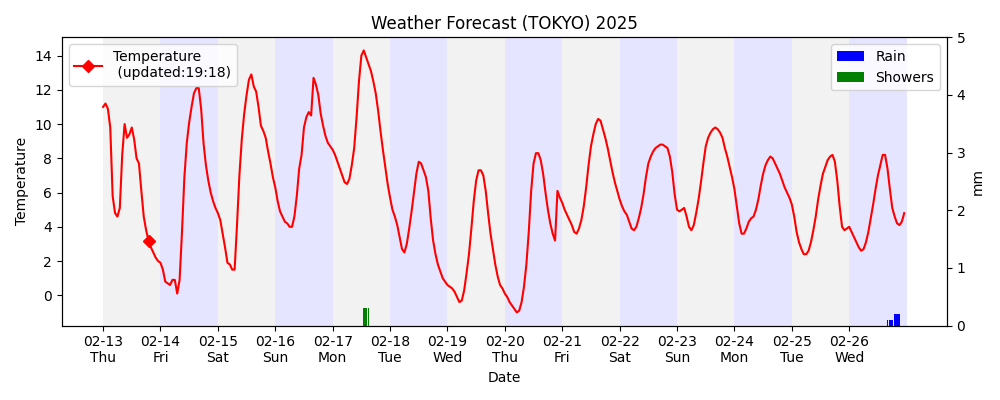 Weather Forecast (TOKYO) 2025
Temperature
(updated:19:18)
Rain
Showers
Temperature
14
12
10
8
6
4
2
0
5
4
3
2
1
0
mm
02-13 02-14 02-15 02-16 02-17 02-18 02-19 02-20 02-21 02-22 02-23 02-24 02-25 02-26
Thu Fri Sat Sun Mon Tue Wed Thu Fri Sat Sun Mon Tue Wed
Date